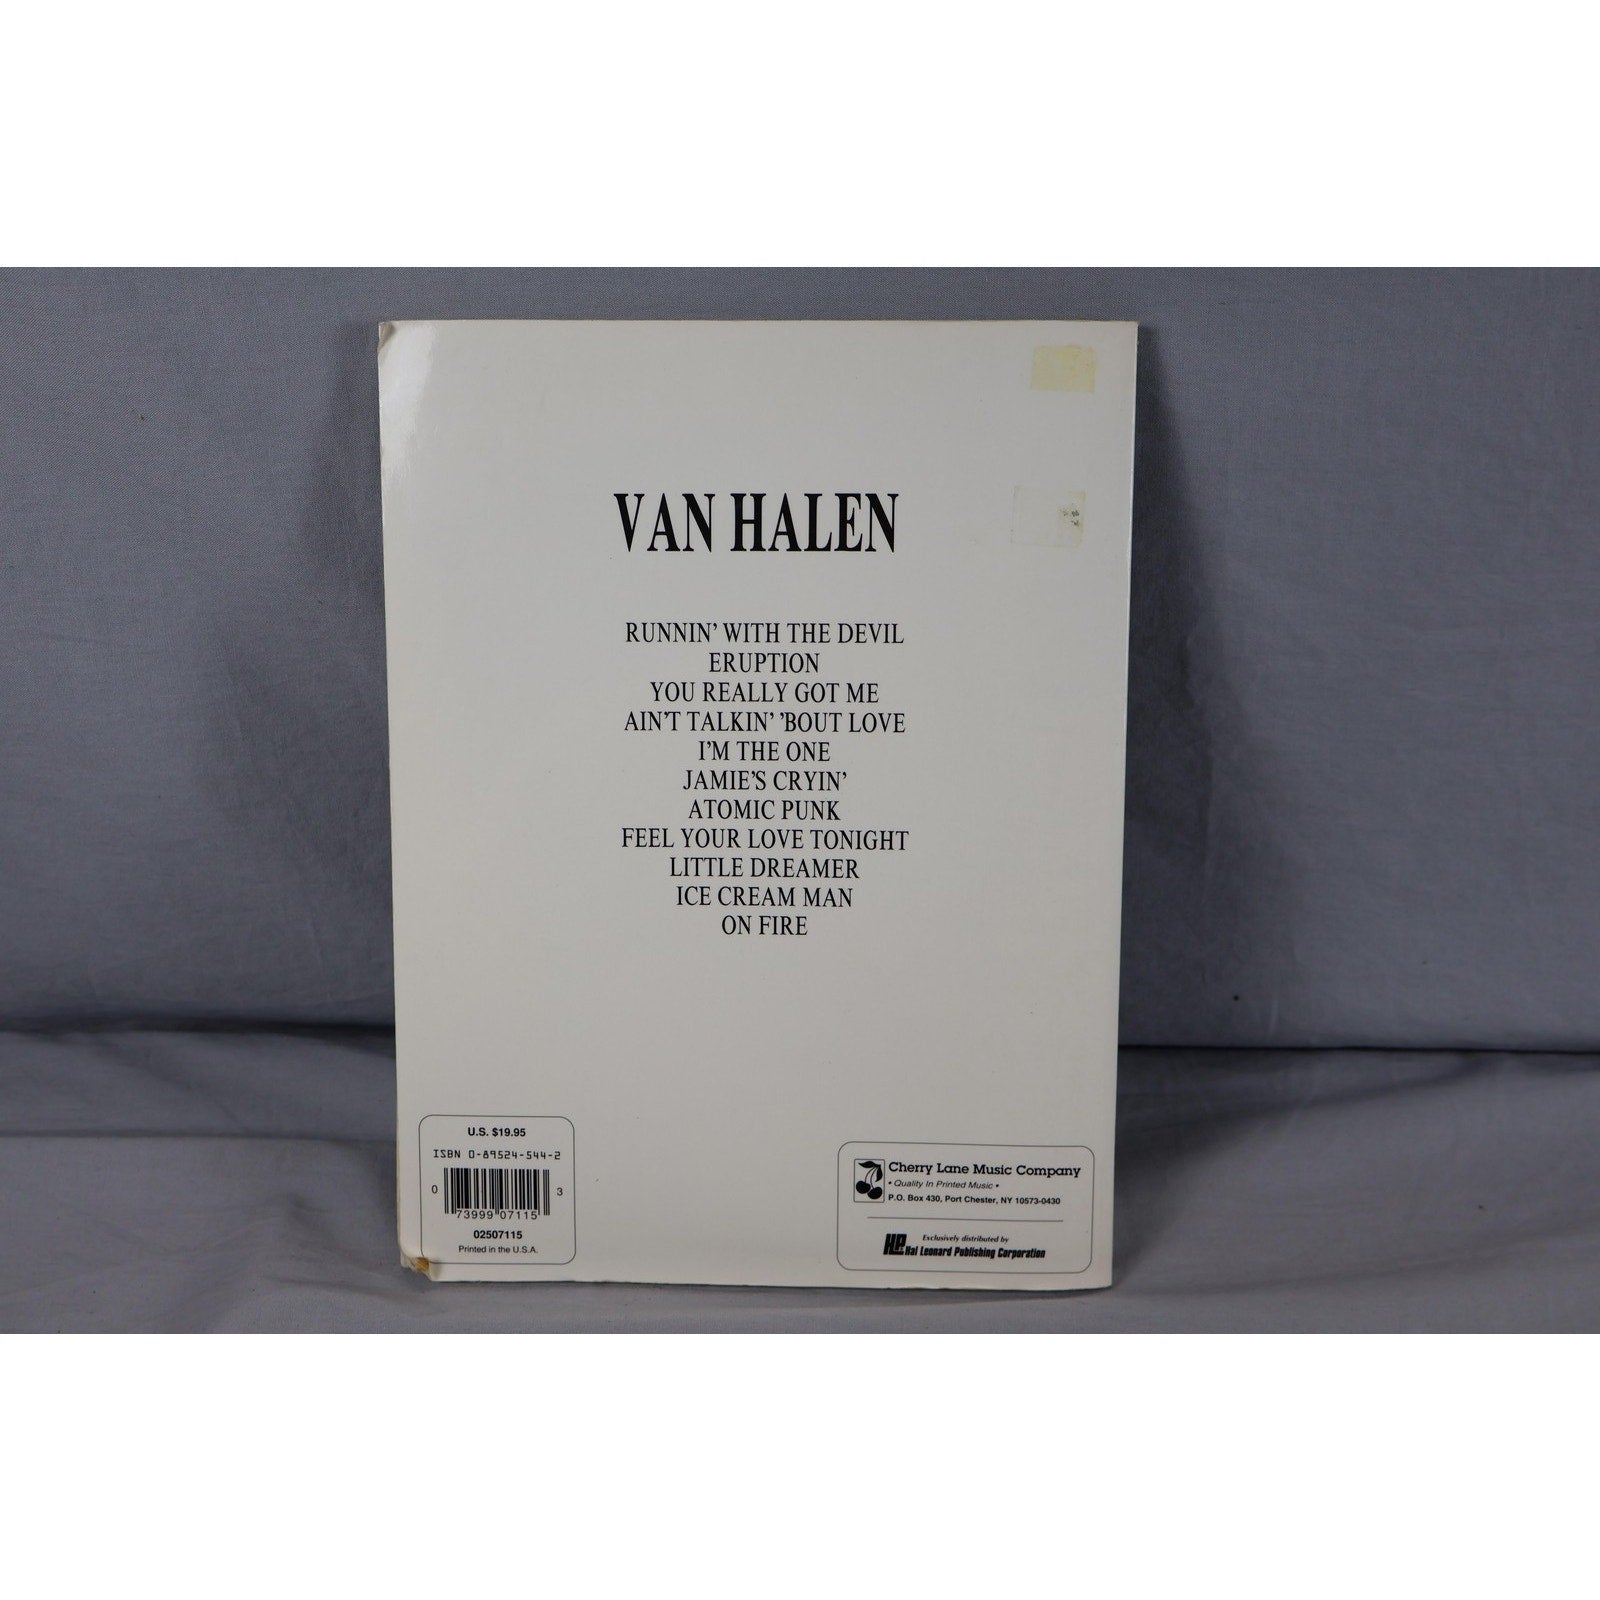 VAN HALEN
RUNNIN' WITH THE DEVIL
ERUPTION
YOU REALLY GOT ME
AIN'T TALKIN' 'BOUT LOVE
I'M THE ONE
JAMIE'S CRYIN'
ATOMIC PUNK
FEEL YOUR LOVE TONIGHT
LITTLE DREAMER
ICE CREAM MAN
ON FIRE
U.S. $19.95
ISBN 0-89524-544-2
0 73999 07115 3
02507115
Printed in the U.S.A.
Cherry Lane Music Company
• Quality In Printed Music •
P.O. Box 430, Port Chester, NY 10573-0430
Exclusively distributed by
Hal Leonard Publishing Corporation